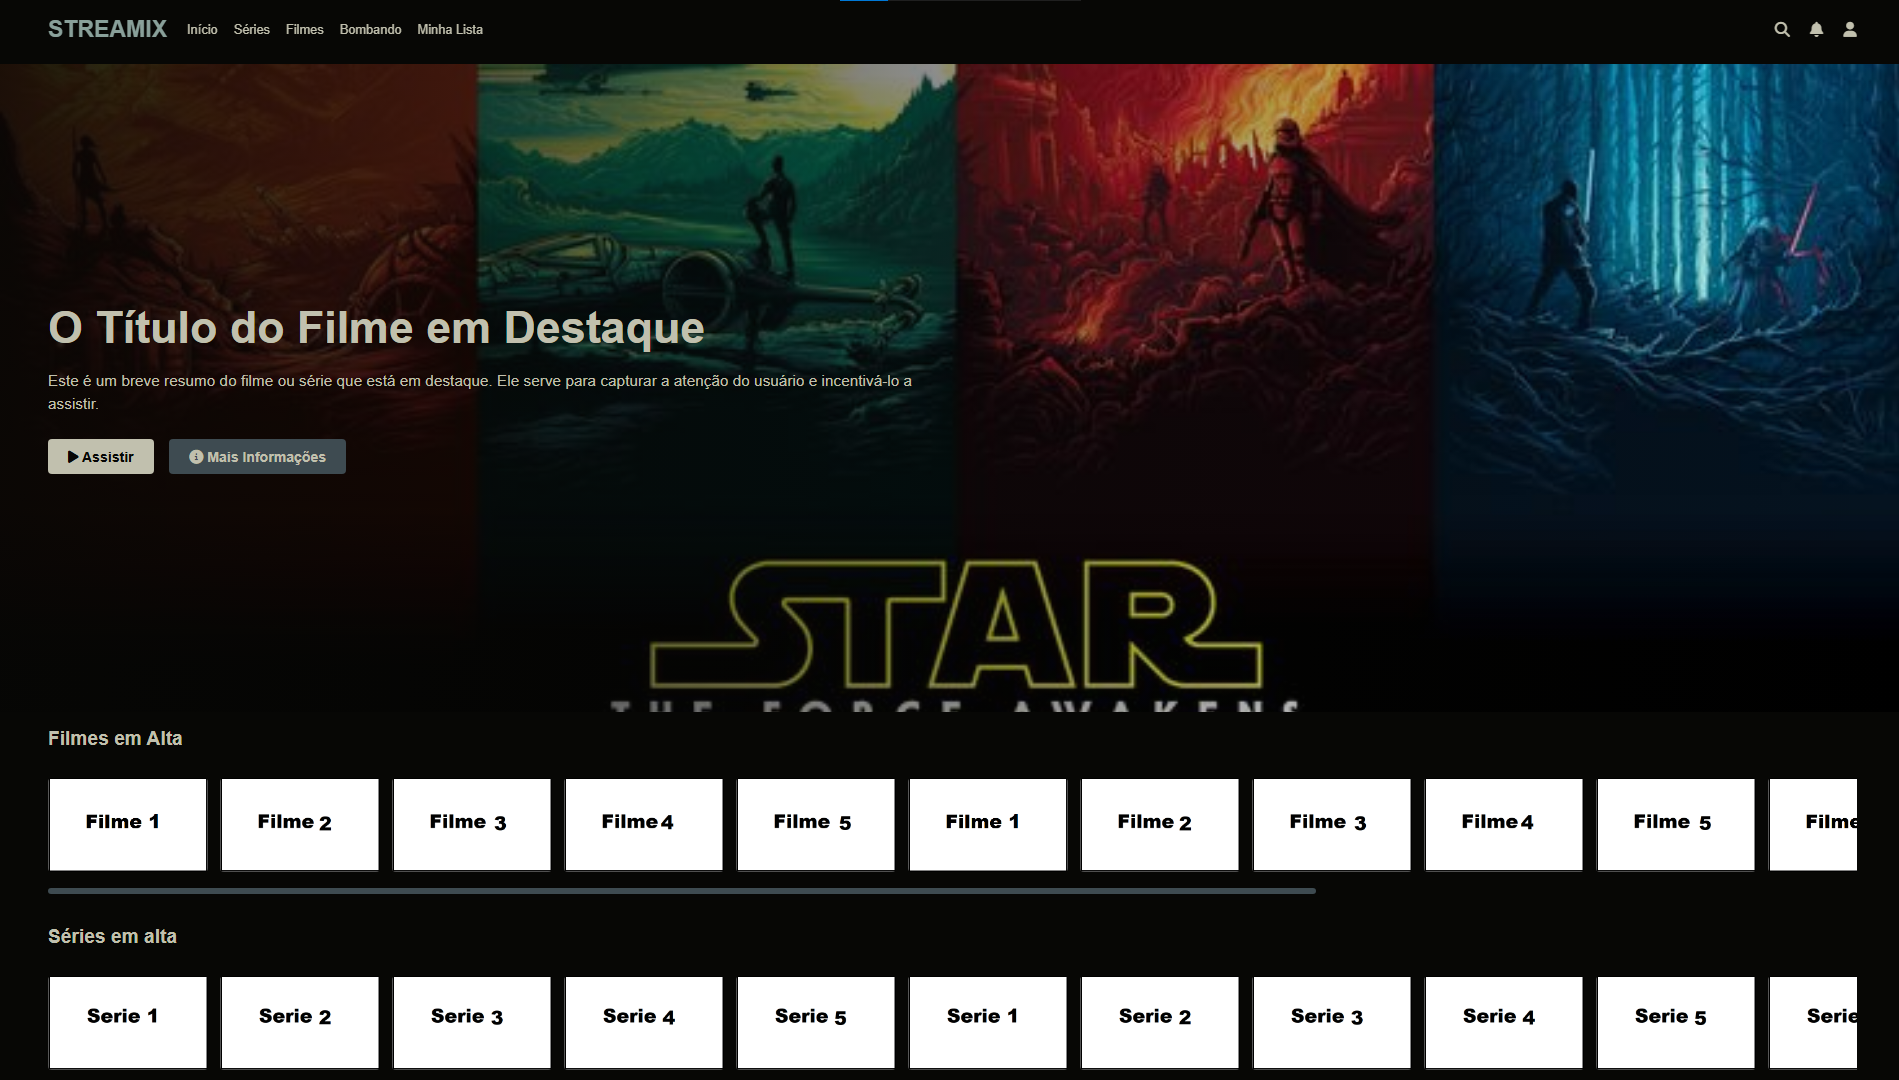 STREAMIX Início Séries Filmes Bombando Minha Lista
O Título do Filme em Destaque
Este é um breve resumo do filme ou série que está em destaque. Ele serve para capturar a atenção do usuário e incentivá-lo a
assistir.
Assistir Mais Informações
STAR
THE FORCE AWAKENS
Filmes em Alta
Filme 1 Filme 2 Filme 3 Filme 4 Filme 5 Filme 1 Filme 2 Filme 3 Filme 4 Filme 5 Filme
Séries em alta
Serie 1 Serie 2 Serie 3 Serie 4 Serie 5 Serie 1 Serie 2 Serie 3 Serie 4 Serie 5 Serie